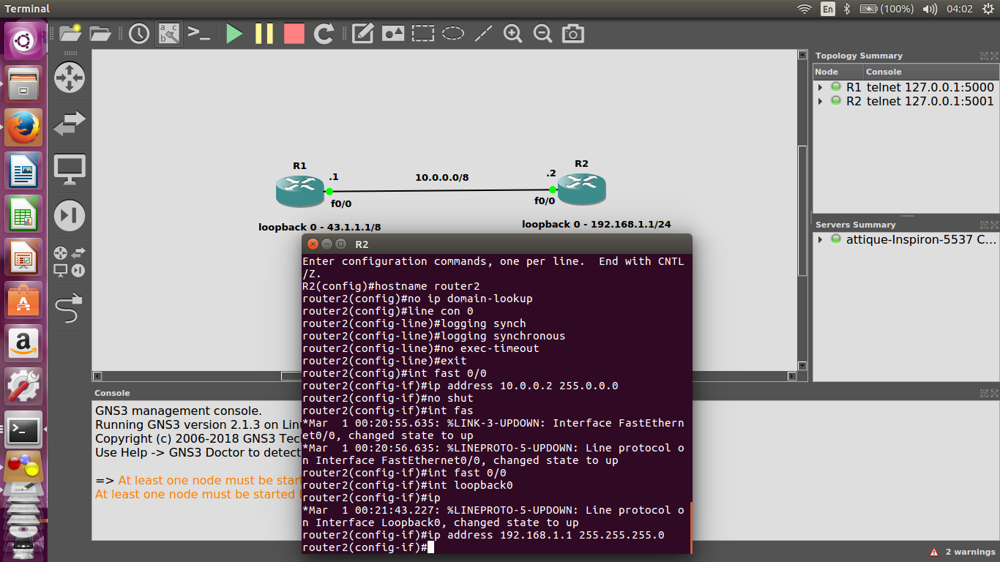 Terminal
En
(100%)
04:02
a b
c
R1
.1
f0/0
loopback 0 - 43.1.1.1/8
10.0.0.0/8
R2
.2
f0/0
loopback 0 - 192.168.1.1/24
Topology Summary
Node Console
R1 telnet 127.0.0.1:5000
R2 telnet 127.0.0.1:5001
Servers Summary
attique-Inspiron-5537 C...
R2
Enter configuration commands, one per line.  End with CNTL
/Z.
R2(config)#hostname router2
router2(config)#no ip domain-lookup
router2(config)#line con 0
router2(config-line)#logging synch
router2(config-line)#logging synchronous
router2(config-line)#no exec-timeout
router2(config-line)#exit
router2(config)#int fast 0/0
router2(config-if)#ip address 10.0.0.2 255.0.0.0
router2(config-if)#no shut
router2(config-if)#int fas
*Mar  1 00:20:55.635: %LINK-3-UPDOWN: Interface FastEthern
et0/0, changed state to up
*Mar  1 00:20:56.635: %LINEPROTO-5-UPDOWN: Line protocol o
n Interface FastEthernet0/0, changed state to up
router2(config-if)#int fast 0/0
router2(config-if)#int loopback0
router2(config-if)#ip
*Mar  1 00:21:43.227: %LINEPROTO-5-UPDOWN: Line protocol o
n Interface Loopback0, changed state to up
router2(config-if)#ip address 192.168.1.1 255.255.255.0
router2(config-if)#
Console
GNS3 management console.
Running GNS3 version 2.1.3 on Linu
Copyright (c) 2006-2018 GNS3 Tec
Use Help -> GNS3 Doctor to detect
=> At least one node must be start
At least one node must be started
2 warnings